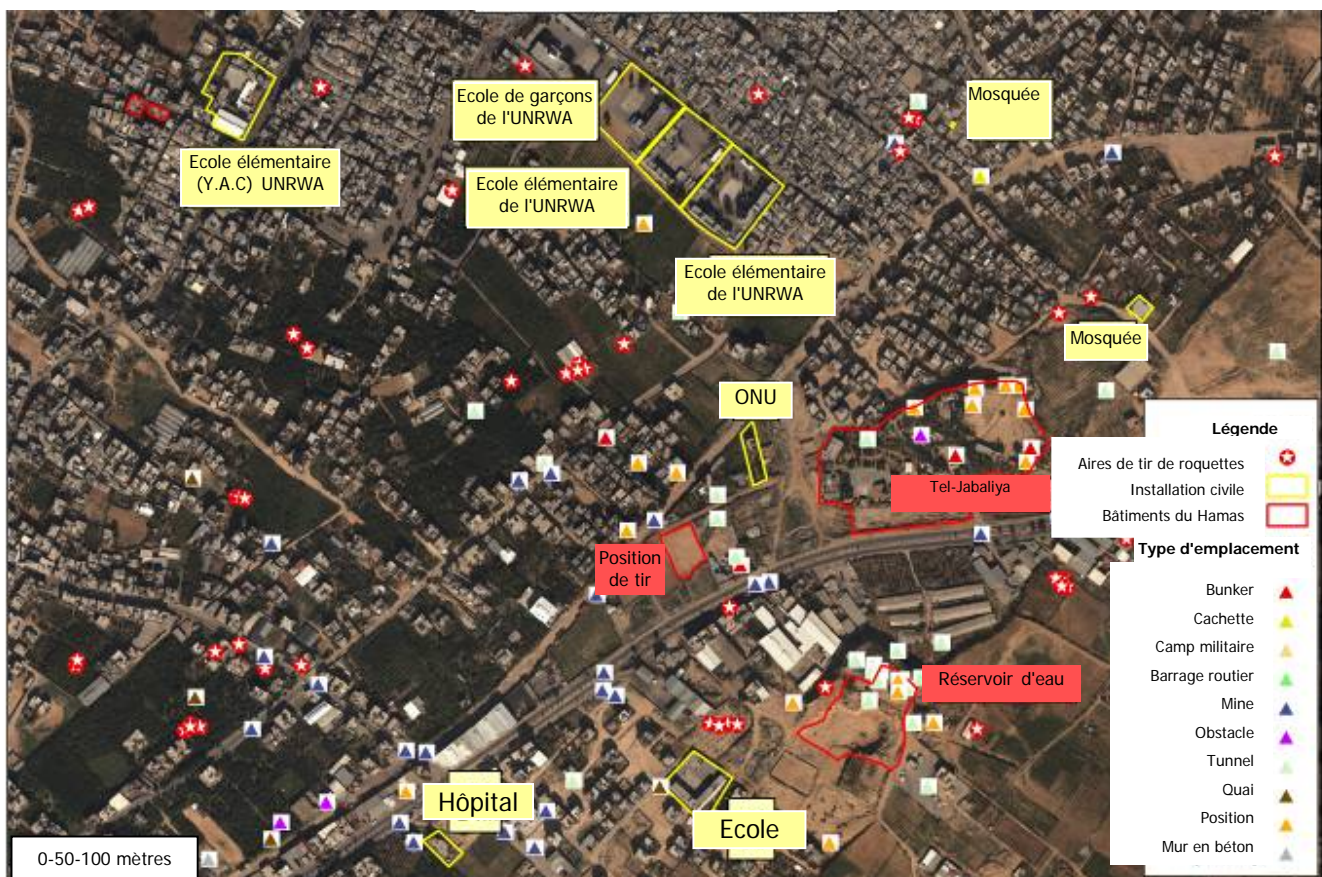 Ecole de garçons
de l'UNRWA
Mosquée
Ecole élémentaire
(Y.A.C) UNRWA
Ecole élémentaire
de l'UNRWA
Ecole élémentaire
de l'UNRWA
Mosquée
ONU
Tel-Jabaliya
Position
de tir
Réservoir d'eau
Hôpital
Ecole
0-50-100 mètres
Légende
Aires de tir de roquettes
Installation civile
Bâtiments du Hamas
Type d'emplacement
Bunker
Cachette
Camp militaire
Barrage routier
Mine
Obstacle
Tunnel
Quai
Position
Mur en béton